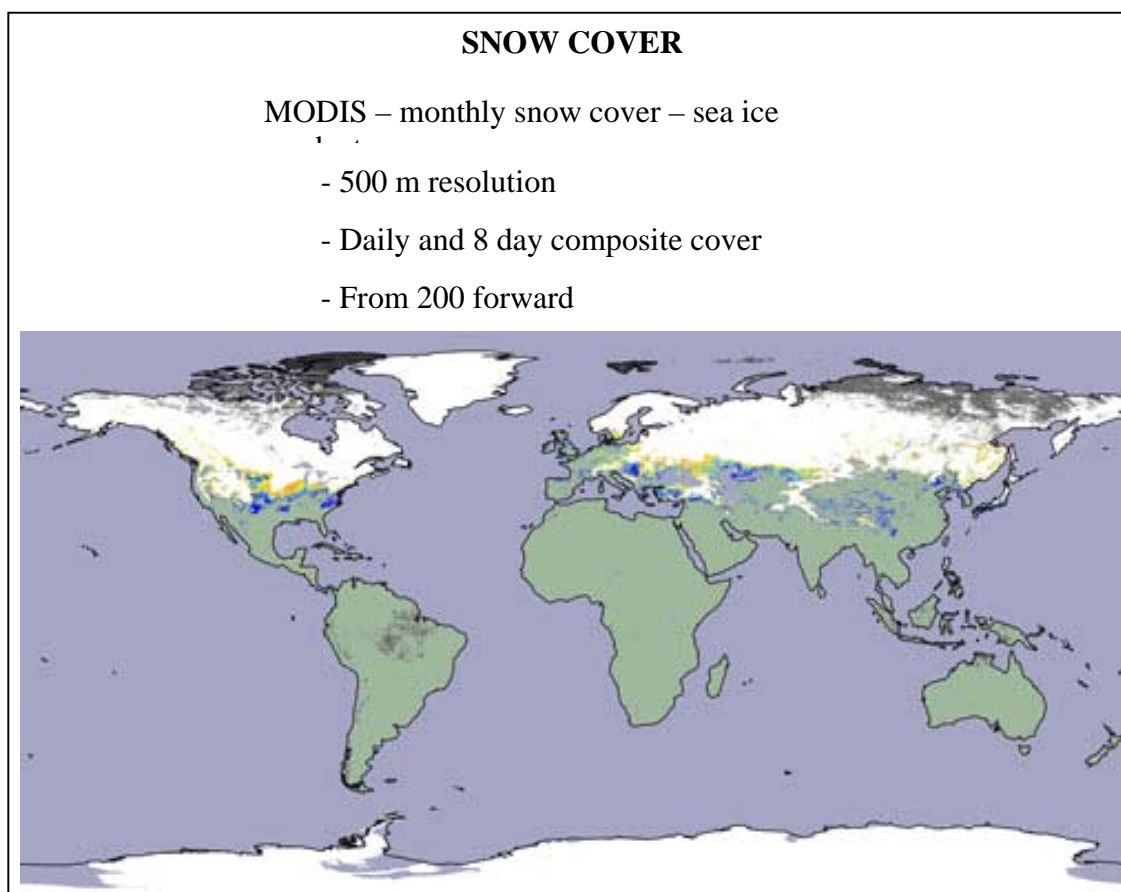 SNOW COVER
MODIS – monthly snow cover – sea ice
- 500 m resolution
- Daily and 8 day composite cover
- From 200 forward